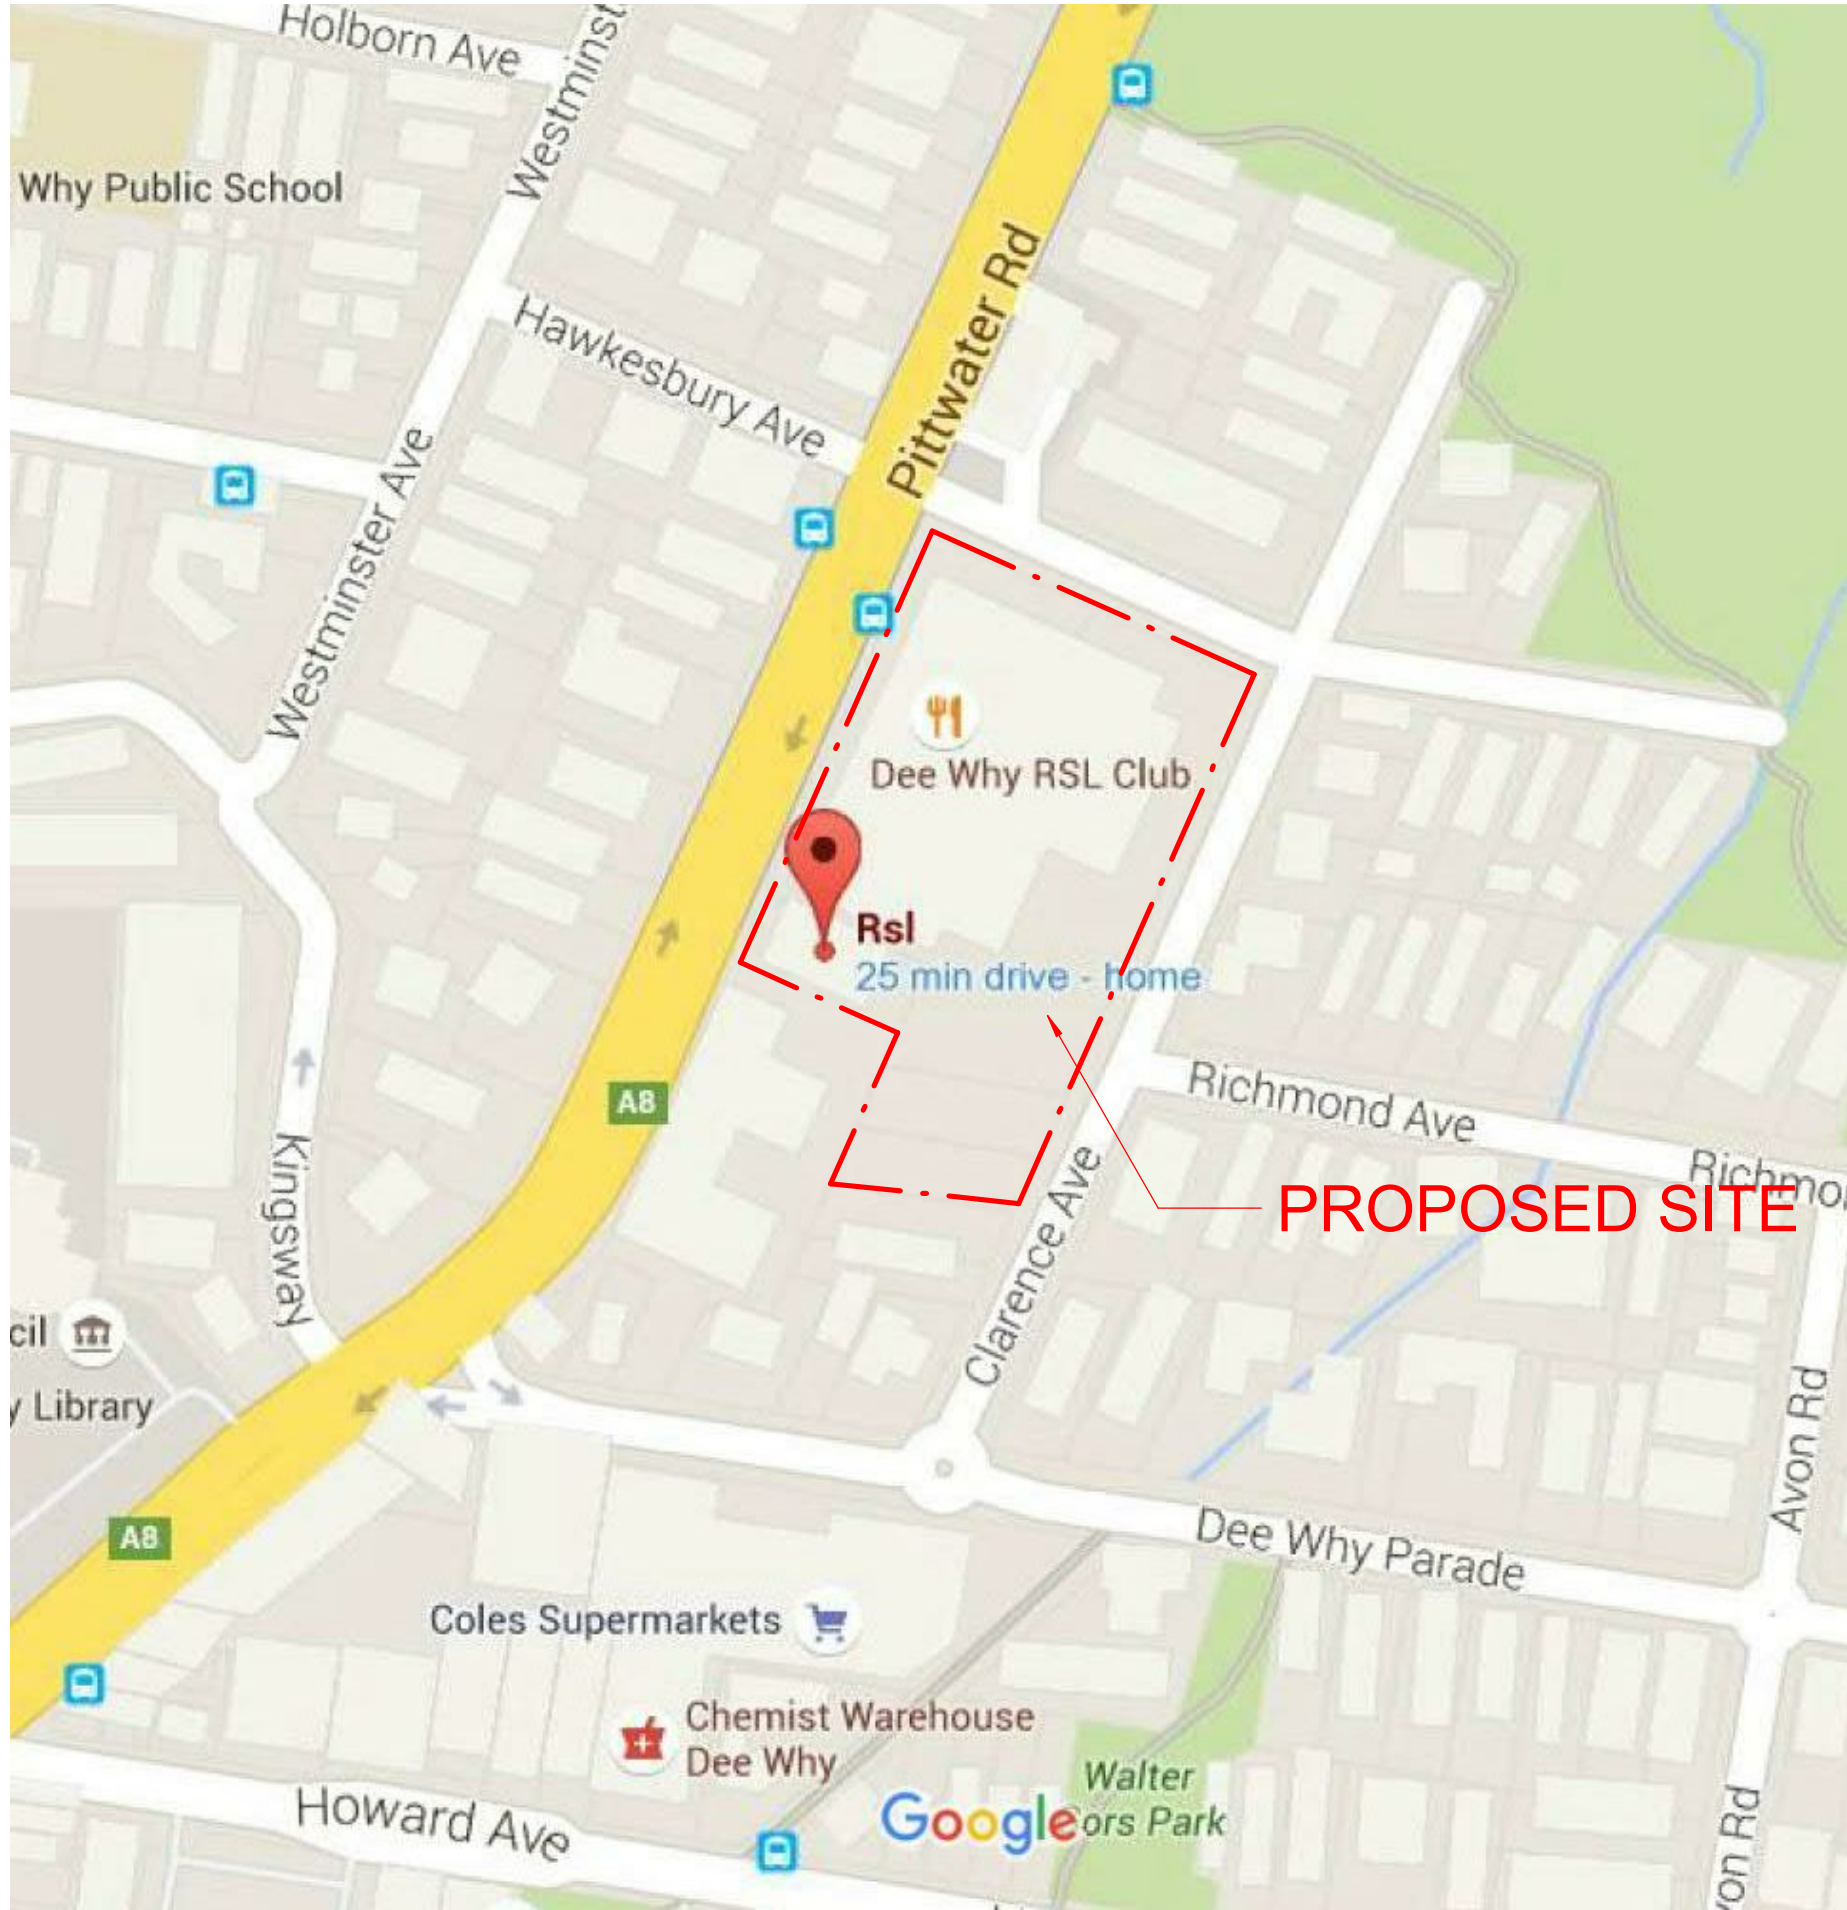 Holborn Ave
Westminst
Why Public School
Pittwater Rd
Hawkesbury Ave
Westminster Ave
Dee Why RSL Club
Rsl
25 min drive - home
A8
Richmond Ave
Richmo
PROPOSED SITE
Kingsway
Clarence Ave
cil
y Library
Avon Rd
A8
Dee Why Parade
Coles Supermarkets
Chemist Warehouse
Dee Why
Walter
Google ors Park
Howard Ave
von Rd